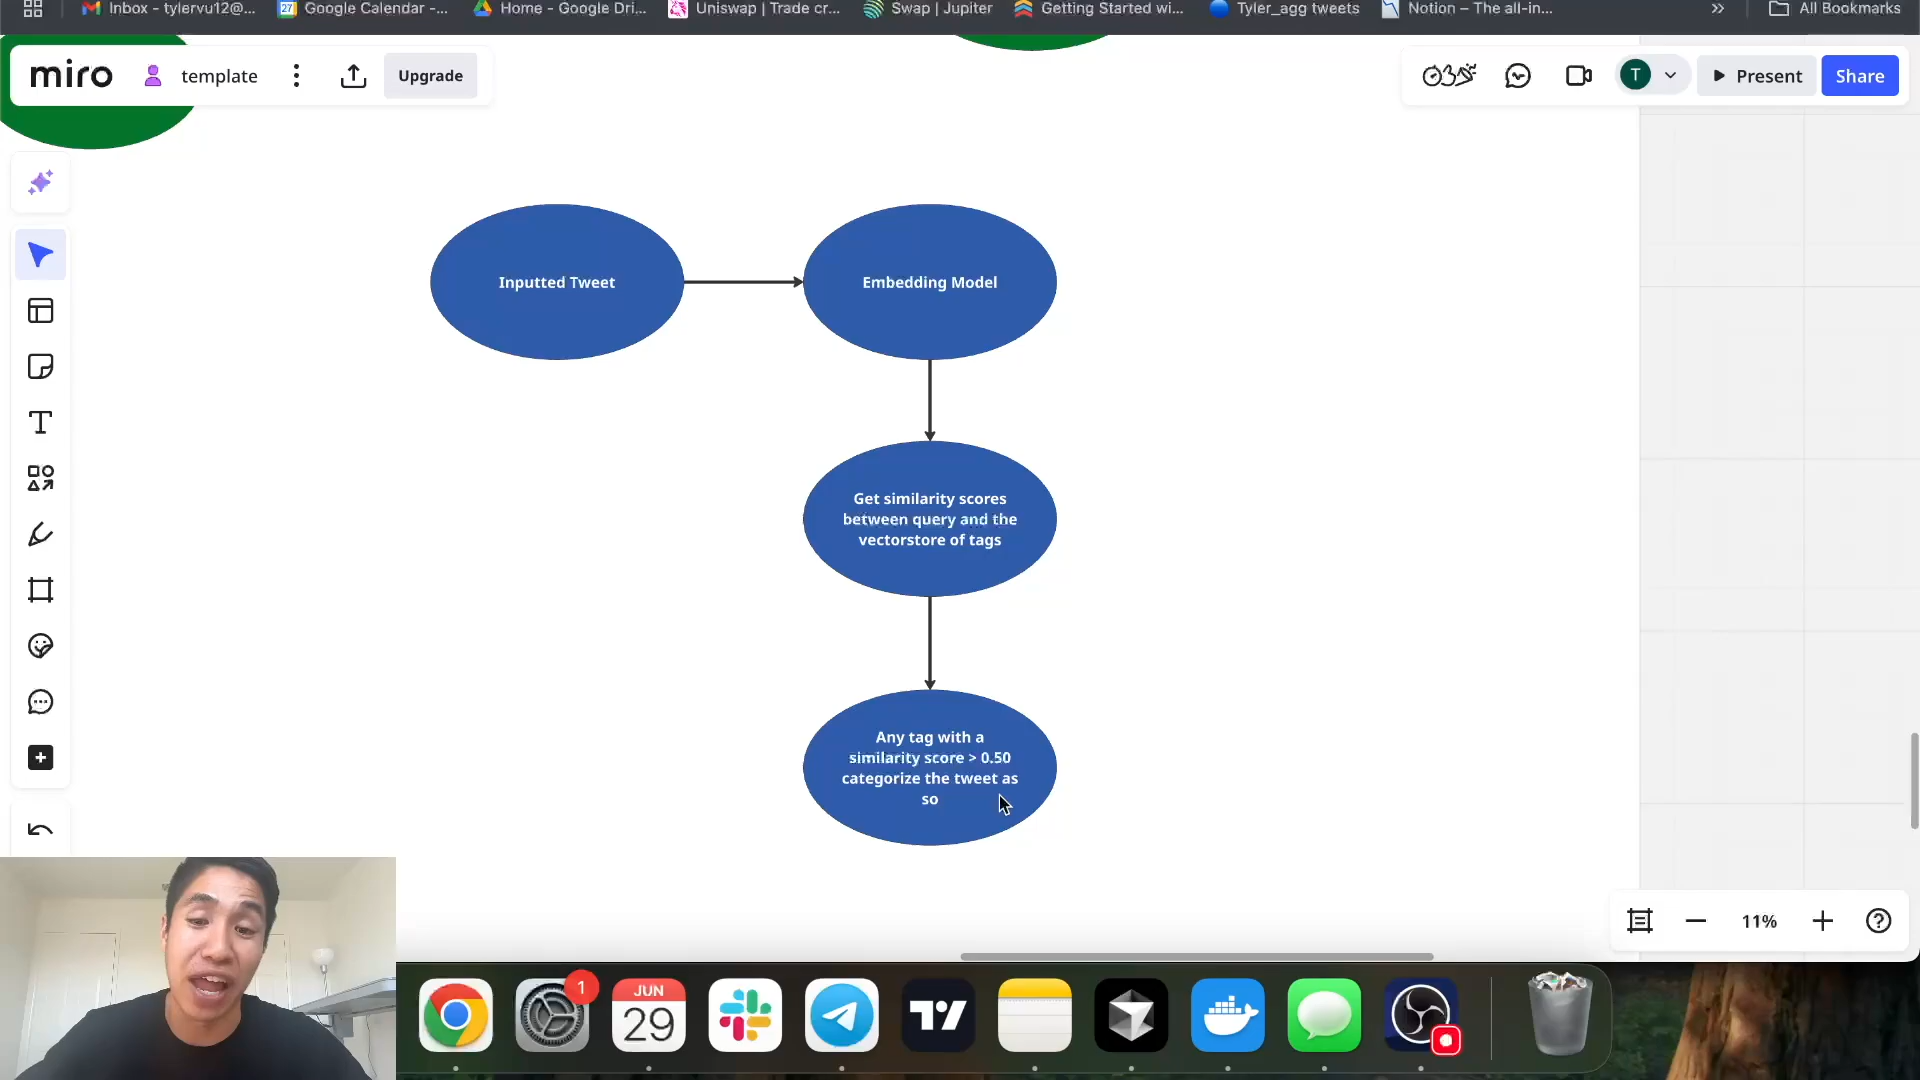 Inbox - tylervu12@...
Google Calendar -...
Home - Google Dri...
Uniswap | Trade cr...
Swap | Jupiter
Getting Started wi...
Tyler_agg tweets
Notion – The all-in...
»
All Bookmarks
miro
template
Upgrade
T
Present
Share
Inputted Tweet
Embedding Model
Get similarity scores
between query and the
vectorstore of tags
Any tag with a
similarity score > 0.50
categorize the tweet as
so
11%
1
JUN
29